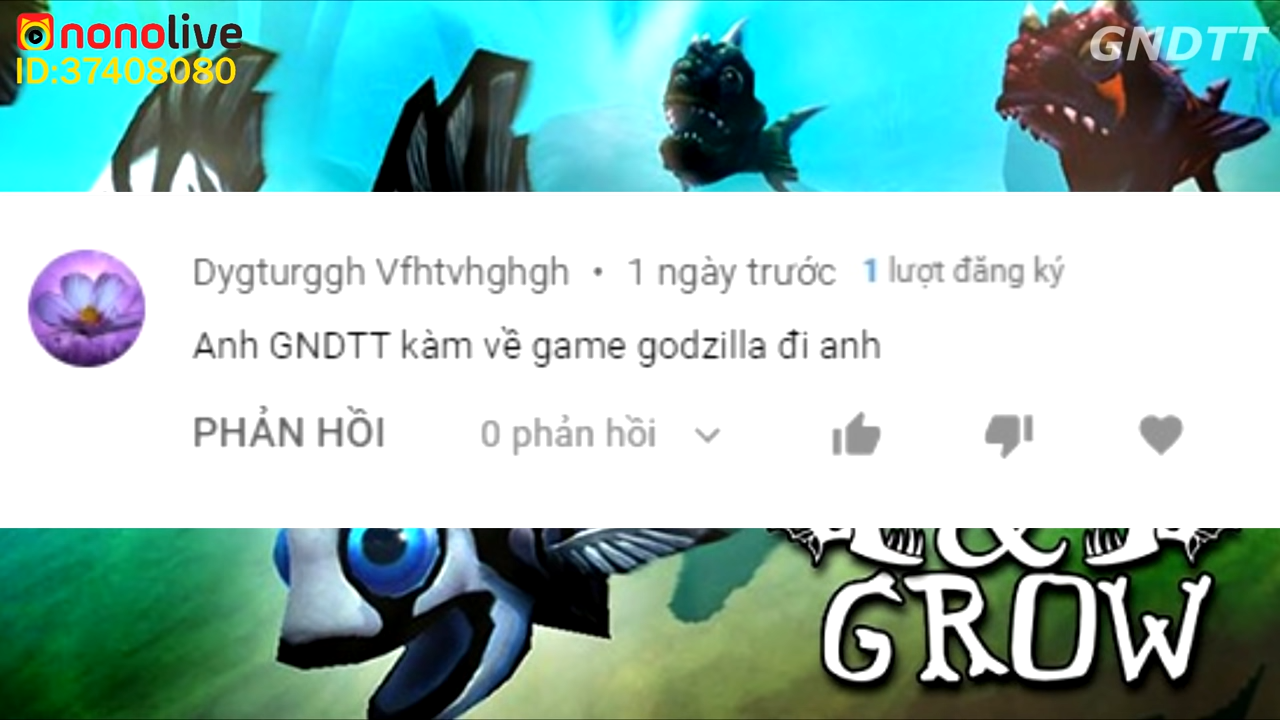 nonolive
ID:37408080
GNDTT
Dygturggh Vfhtvhghgh • 1 ngày trước 1 lượt đăng ký
Anh GNDTT kàm về game godzilla đi anh
PHẢN HỒI 0 phản hồi
&
GROW